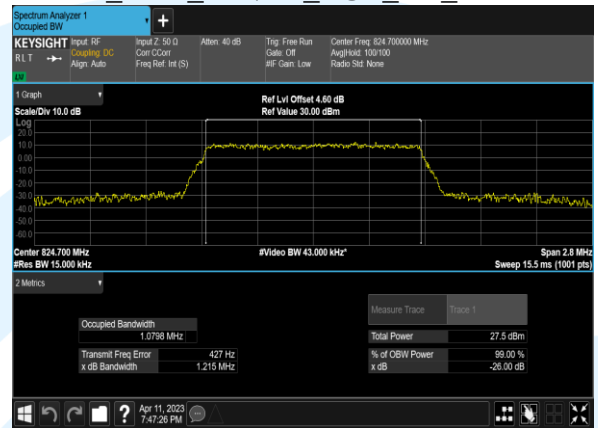 Spectrum Analyzer 1
Occupied BW
+
KEYSIGHT Input: RF Input Z: 50 Ω Atten: 40 dB Trig: Free Run Center Freq: 824.700000 MHz
RLT Coupling: DC Corr CCorr Gate: Off Avg|Hold: 100/100
Align: Auto Freq Ref: Int (S) #IF Gain: Low Radio Std: None
1 Graph
Ref Lvl Offset 4.60 dB
Scale/Div 10.0 dB Ref Value 30.00 dBm
Log
20.0
10.0
0.00
-10.0
-20.0
-30.0
-40.0
-50.0
-60.0
Center 824.700 MHz #Video BW 43.000 kHz* Span 2.8 MHz
#Res BW 15.000 kHz Sweep 15.5 ms (1001 pts)
2 Metrics
Measure Trace Trace 1
Occupied Bandwidth
1.0798 MHz Total Power 27.5 dBm
Transmit Freq Error 427 Hz % of OBW Power 99.00 %
x dB Bandwidth 1.215 MHz x dB -26.00 dB
? Apr 11, 2023
7:47:26 PM